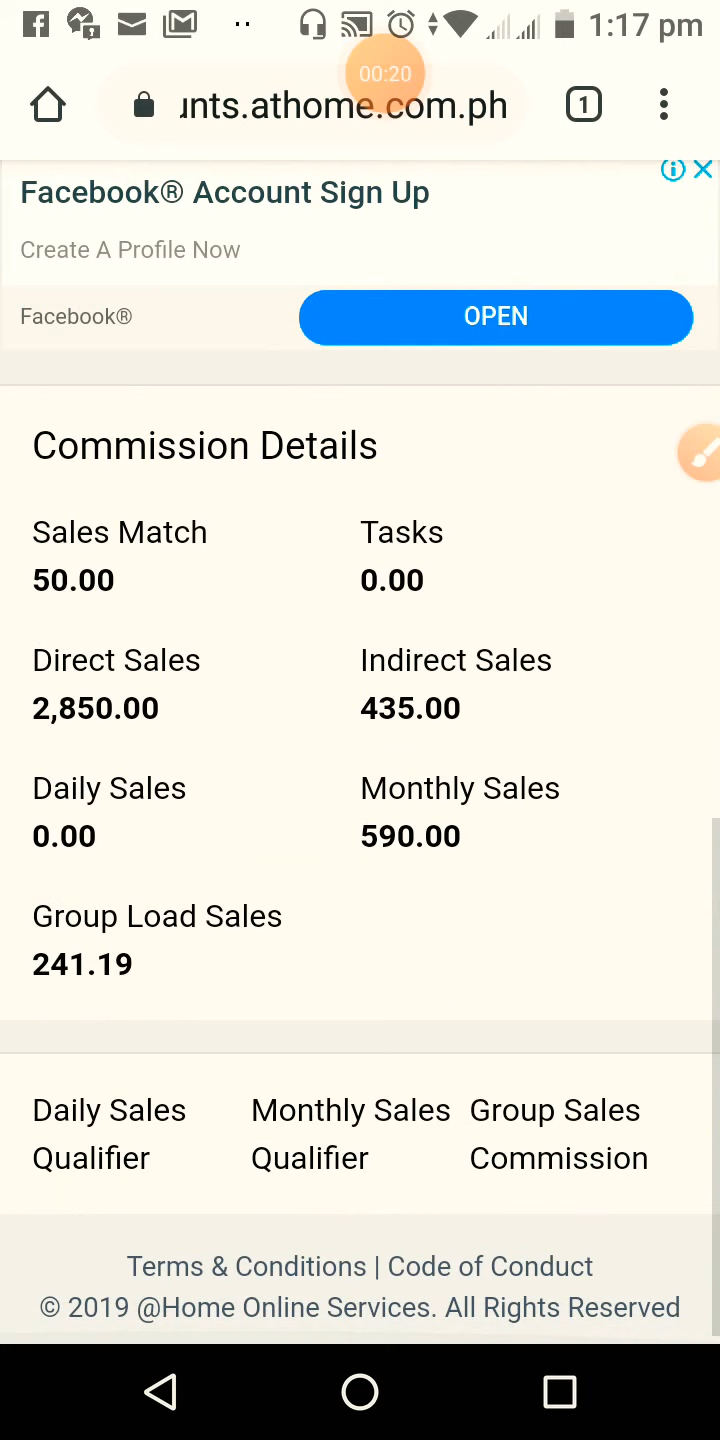 1:17 pm
00:20
ınts.athome.com.ph
1
Facebook® Account Sign Up
Create A Profile Now
Facebook®
OPEN
Commission Details
Sales Match
Tasks
50.00
0.00
Direct Sales
Indirect Sales
2,850.00
435.00
Daily Sales
Monthly Sales
0.00
590.00
Group Load Sales
241.19
Daily Sales Qualifier
Monthly Sales Qualifier
Group Sales Commission
Terms & Conditions | Code of Conduct
© 2019 @Home Online Services. All Rights Reserved